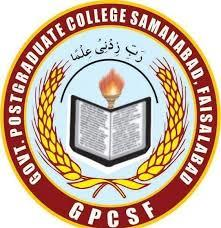 GOVT. POSTGRADUATE COLLEGE SAMANABAD, FAISALABAD
رَبِّ زِدْنِي عِلْمًا
GPCSF